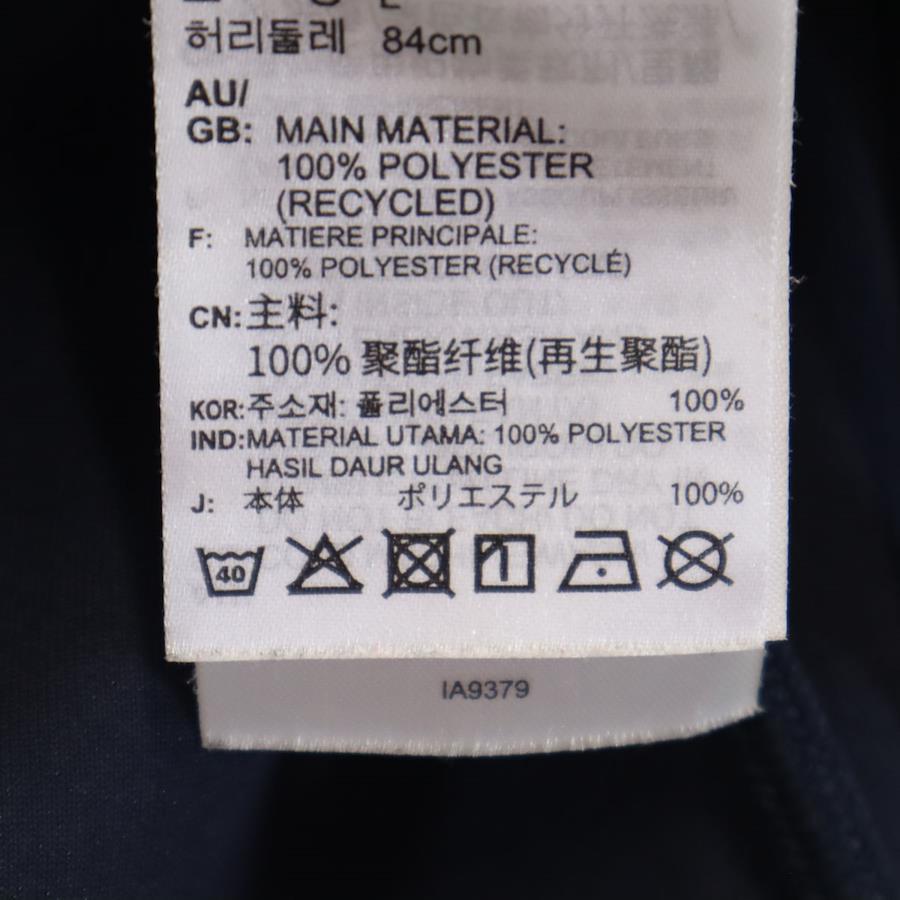 허리둘레 84cm
AU/
GB: MAIN MATERIAL:
100% POLYESTER
(RECYCLED)
F: MATIERE PRINCIPALE:
100% POLYESTER (RECYCLÉ)
CN: 主料:
100% 聚酯纤维(再生聚酯)
KOR: 주소재: 폴리에스터 100%
IND: MATERIAL UTAMA: 100% POLYESTER
HASIL DAUR ULANG
J: 本体 ポリエステル 100%
40
IA9379